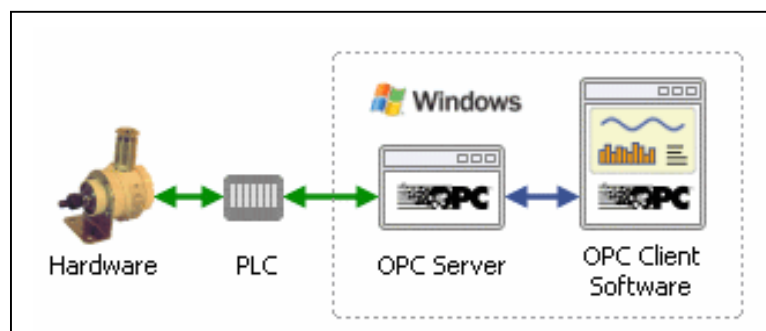 Windows
OPC
OPC
Hardware
PLC
OPC Server
OPC Client
Software